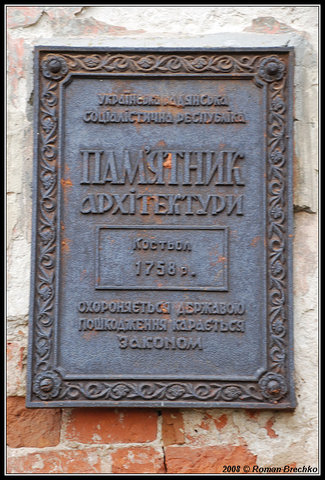 Українська Радянська
Соціалістична Республіка
ПАМ'ЯТНИК
АРХІТЕКТУРИ
Костьол
1758 р.
Охороняється державою
пошкодження карається
законом
2008 © Roman Brechko